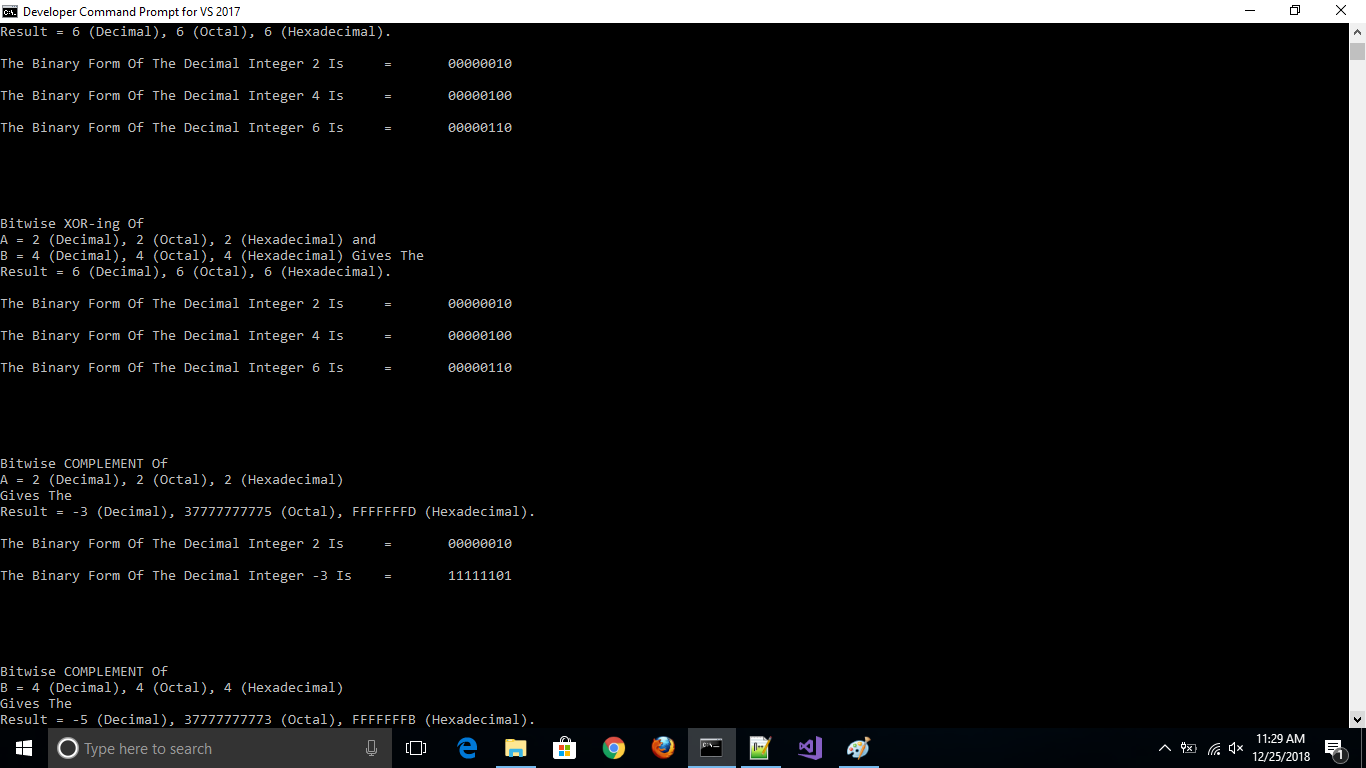 Developer Command Prompt for VS 2017
Result = 6 (Decimal), 6 (Octal), 6 (Hexadecimal).
The Binary Form Of The Decimal Integer 2 Is = 00000010
The Binary Form Of The Decimal Integer 4 Is = 00000100
The Binary Form Of The Decimal Integer 6 Is = 00000110
Bitwise XOR-ing Of
A = 2 (Decimal), 2 (Octal), 2 (Hexadecimal) and
B = 4 (Decimal), 4 (Octal), 4 (Hexadecimal) Gives The
Result = 6 (Decimal), 6 (Octal), 6 (Hexadecimal).
The Binary Form Of The Decimal Integer 2 Is = 00000010
The Binary Form Of The Decimal Integer 4 Is = 00000100
The Binary Form Of The Decimal Integer 6 Is = 00000110
Bitwise COMPLEMENT Of
A = 2 (Decimal), 2 (Octal), 2 (Hexadecimal)
Gives The
Result = -3 (Decimal), 37777777775 (Octal), FFFFFFFD (Hexadecimal).
The Binary Form Of The Decimal Integer 2 Is = 00000010
The Binary Form Of The Decimal Integer -3 Is = 11111101
Bitwise COMPLEMENT Of
B = 4 (Decimal), 4 (Octal), 4 (Hexadecimal)
Gives The
Result = -5 (Decimal), 37777777773 (Octal), FFFFFFFB (Hexadecimal).
Type here to search
11:29 AM
12/25/2018
1